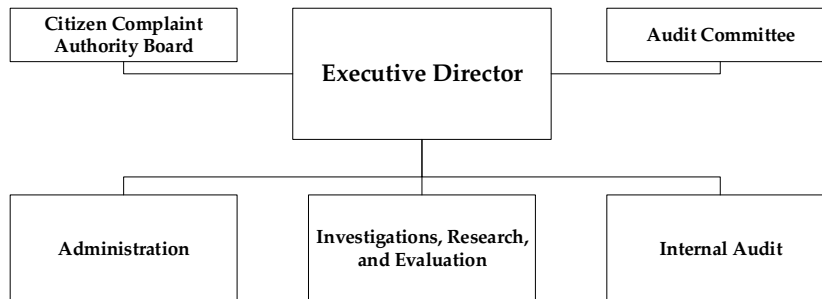 Citizen Complaint
Authority Board
Executive Director
Audit Committee
Administration
Investigations, Research,
and Evaluation
Internal Audit